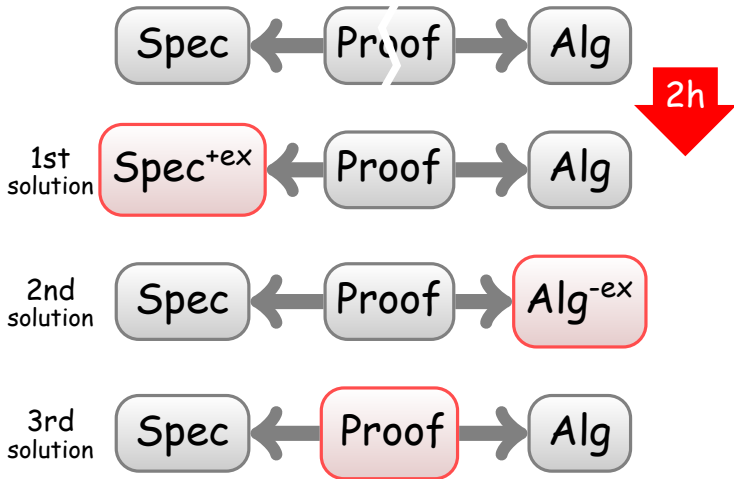 Spec Proof Alg
2h
1st
solution
Spec+ex Proof Alg
2nd
solution
Spec Proof Alg-ex
3rd
solution
Spec Proof Alg